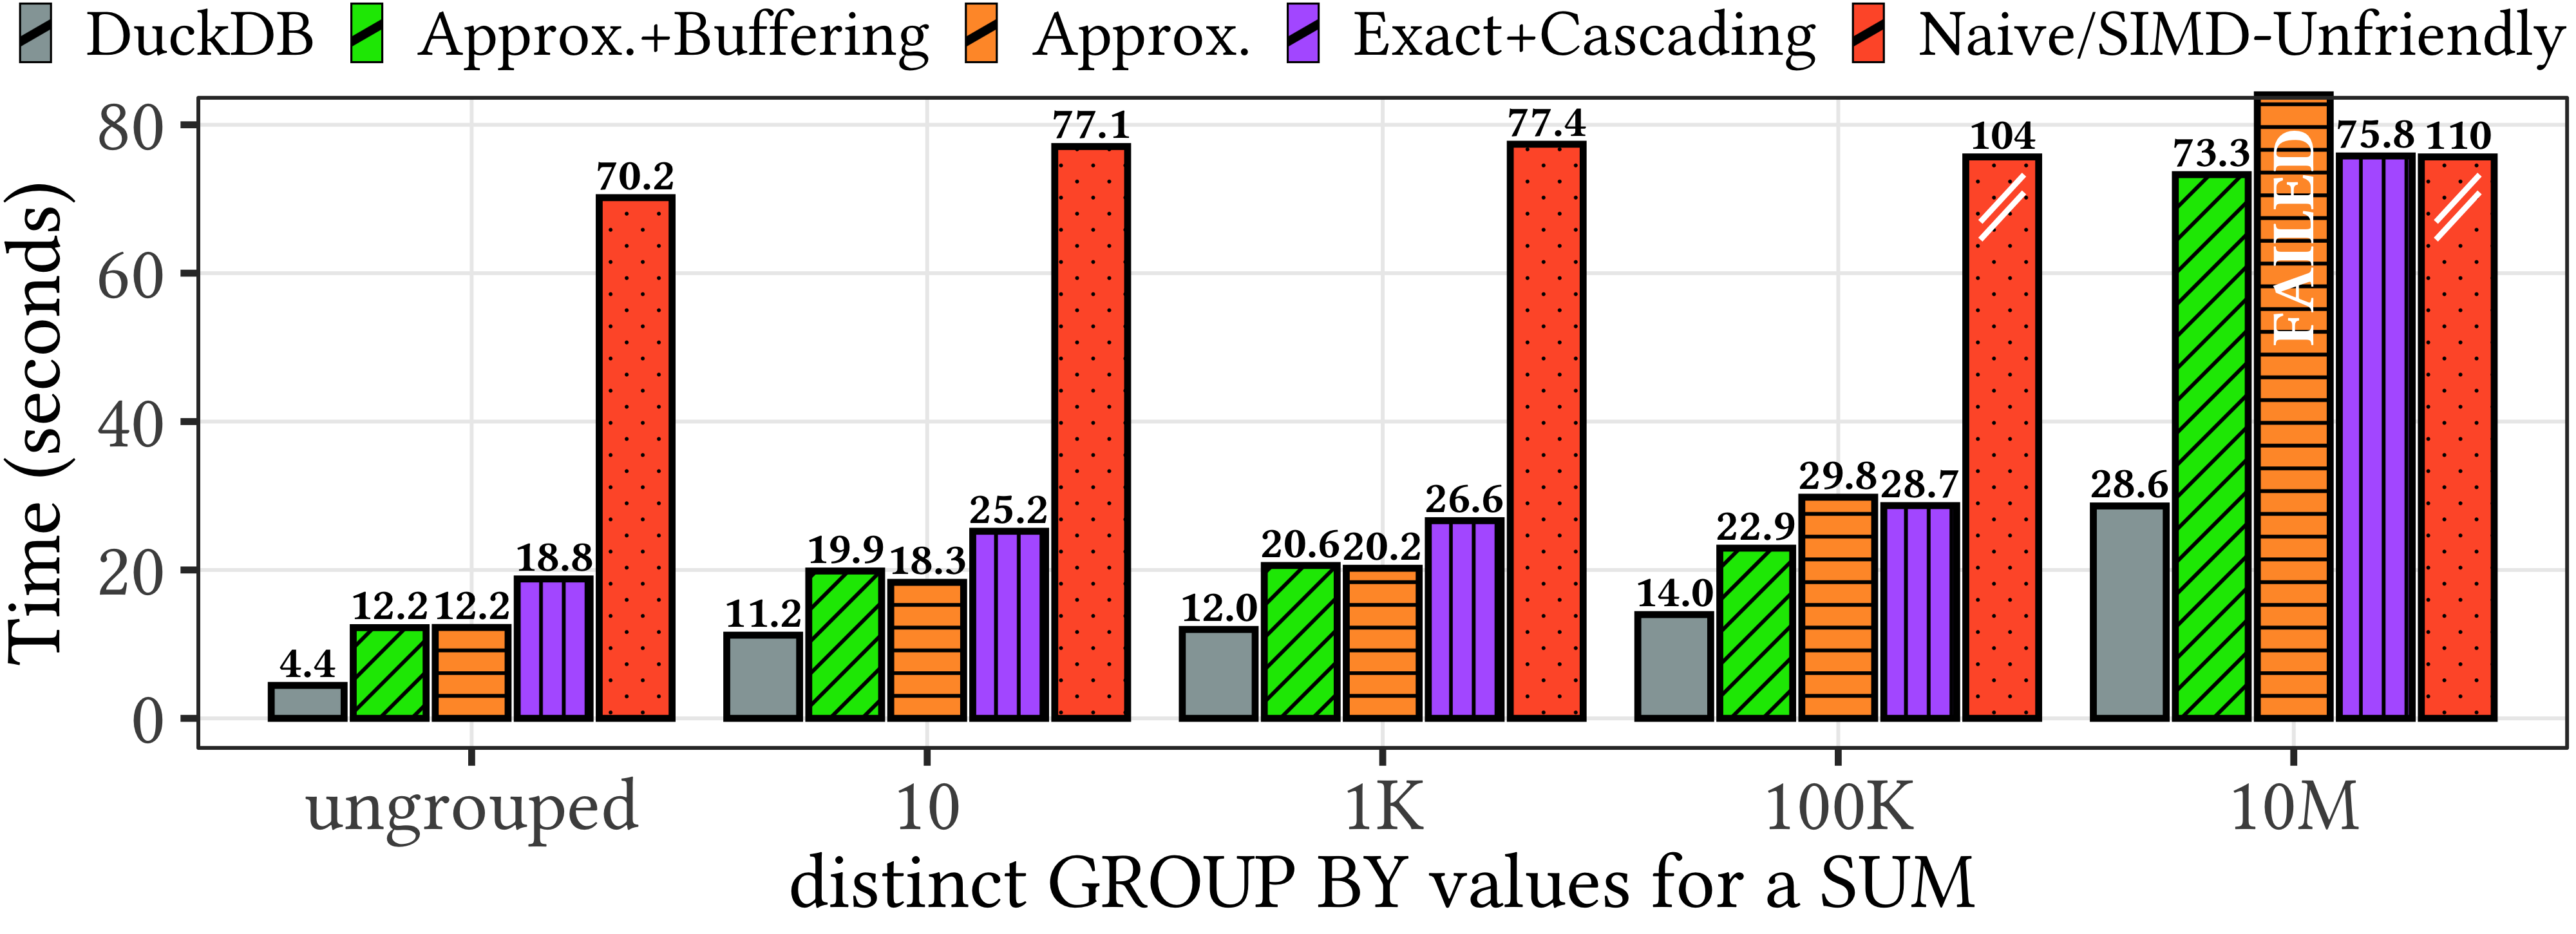 DuckDB Approx.+Buffering Approx. Exact+Cascading Naive/SIMD-Unfriendly
Time (seconds)
80
60
40
20
0
4.4 12.2 12.2 18.8 70.2
11.2 19.9 18.3 25.2 77.1
12.0 20.6 20.2 26.6 77.4
14.0 22.9 29.8 28.7 104
28.6 73.3 FAILED 75.8 110
ungrouped 10 1K 100K 10M
distinct GROUP BY values for a SUM